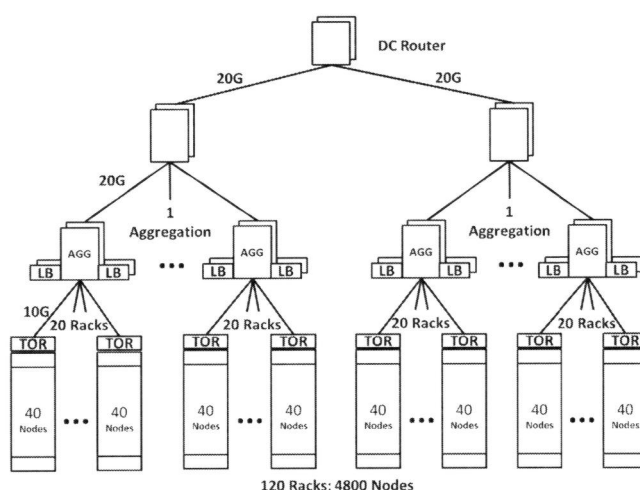 DC Router
20G 20G
20G
1 1
Aggregation Aggregation
AGG AGG AGG AGG
LB LB LB LB LB LB LB LB
10G
20 Racks 20 Racks 20 Racks 20 Racks
TOR TOR TOR TOR TOR TOR TOR TOR
40 40 40 40 40 40 40 40
Nodes Nodes Nodes Nodes Nodes Nodes Nodes Nodes
120 Racks; 4800 Nodes